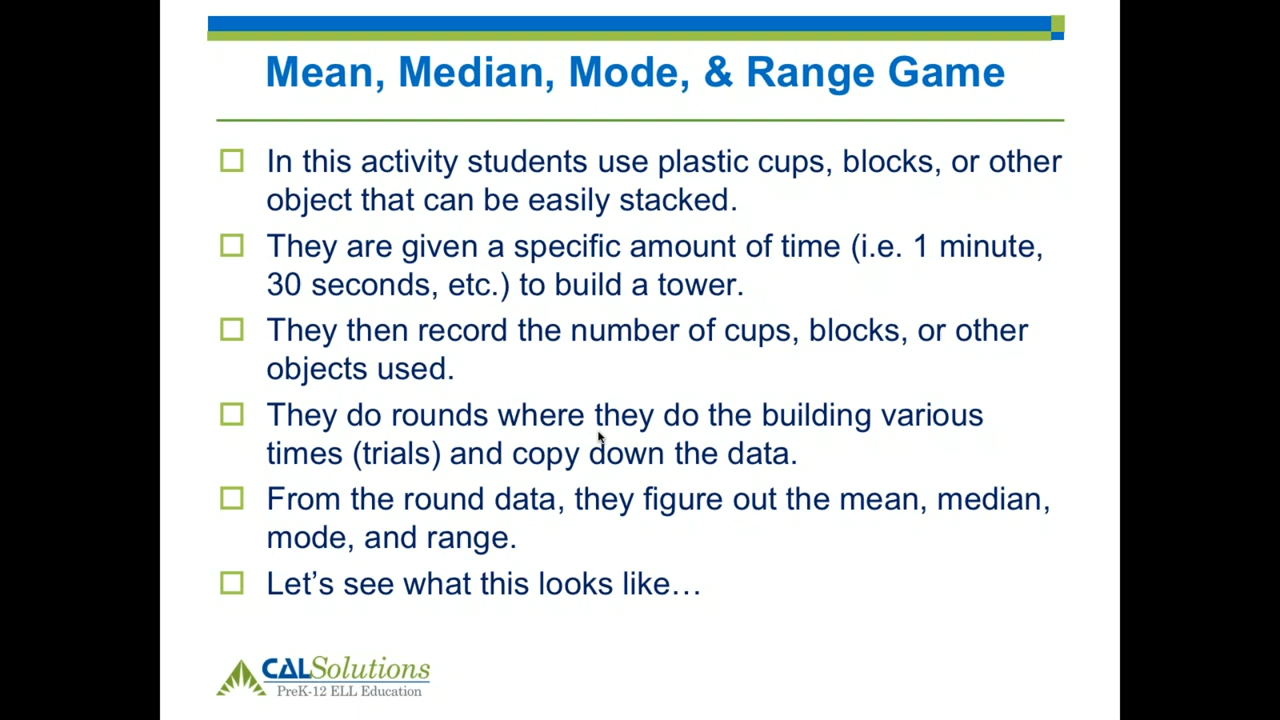 Mean, Median, Mode, & Range Game
In this activity students use plastic cups, blocks, or other
object that can be easily stacked.
They are given a specific amount of time (i.e. 1 minute,
30 seconds, etc.) to build a tower.
They then record the number of cups, blocks, or other
objects used.
They do rounds where they do the building various
times (trials) and copy down the data.
From the round data, they figure out the mean, median,
mode, and range.
Let’s see what this looks like…
CALSolutions
PreK-12 ELL Education